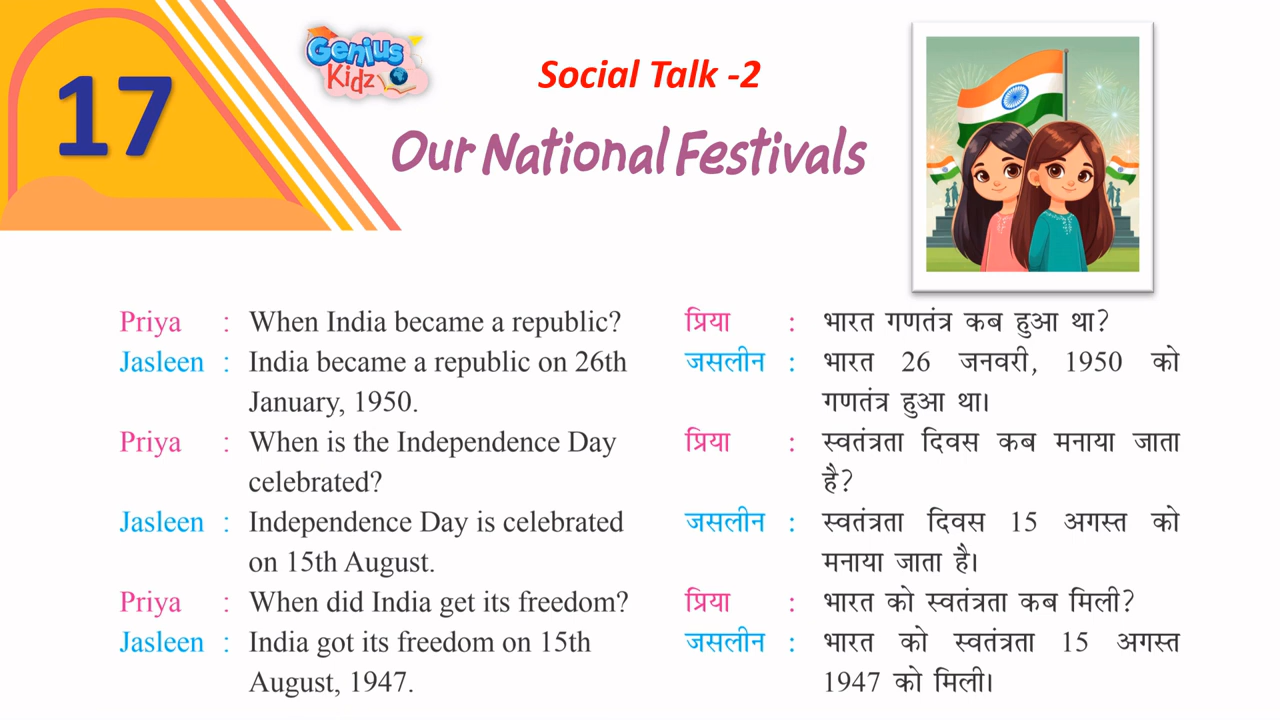 17
Genius
Kidz
Social Talk -2
Our National Festivals
Priya : When India became a republic?
Jasleen : India became a republic on 26th
January, 1950.
Priya : When is the Independence Day
celebrated?
Jasleen : Independence Day is celebrated
on 15th August.
Priya : When did India get its freedom?
Jasleen : India got its freedom on 15th
August, 1947.
प्रिया : भारत गणतंत्र कब हुआ था?
जसलीन : भारत 26 जनवरी, 1950 को
गणतंत्र हुआ था।
प्रिया : स्वतंत्रता दिवस कब मनाया जाता
है?
जसलीन : स्वतंत्रता दिवस 15 अगस्त को
मनाया जाता है।
प्रिया : भारत को स्वतंत्रता कब मिली?
जसलीन : भारत को स्वतंत्रता 15 अगस्त
1947 को मिली।